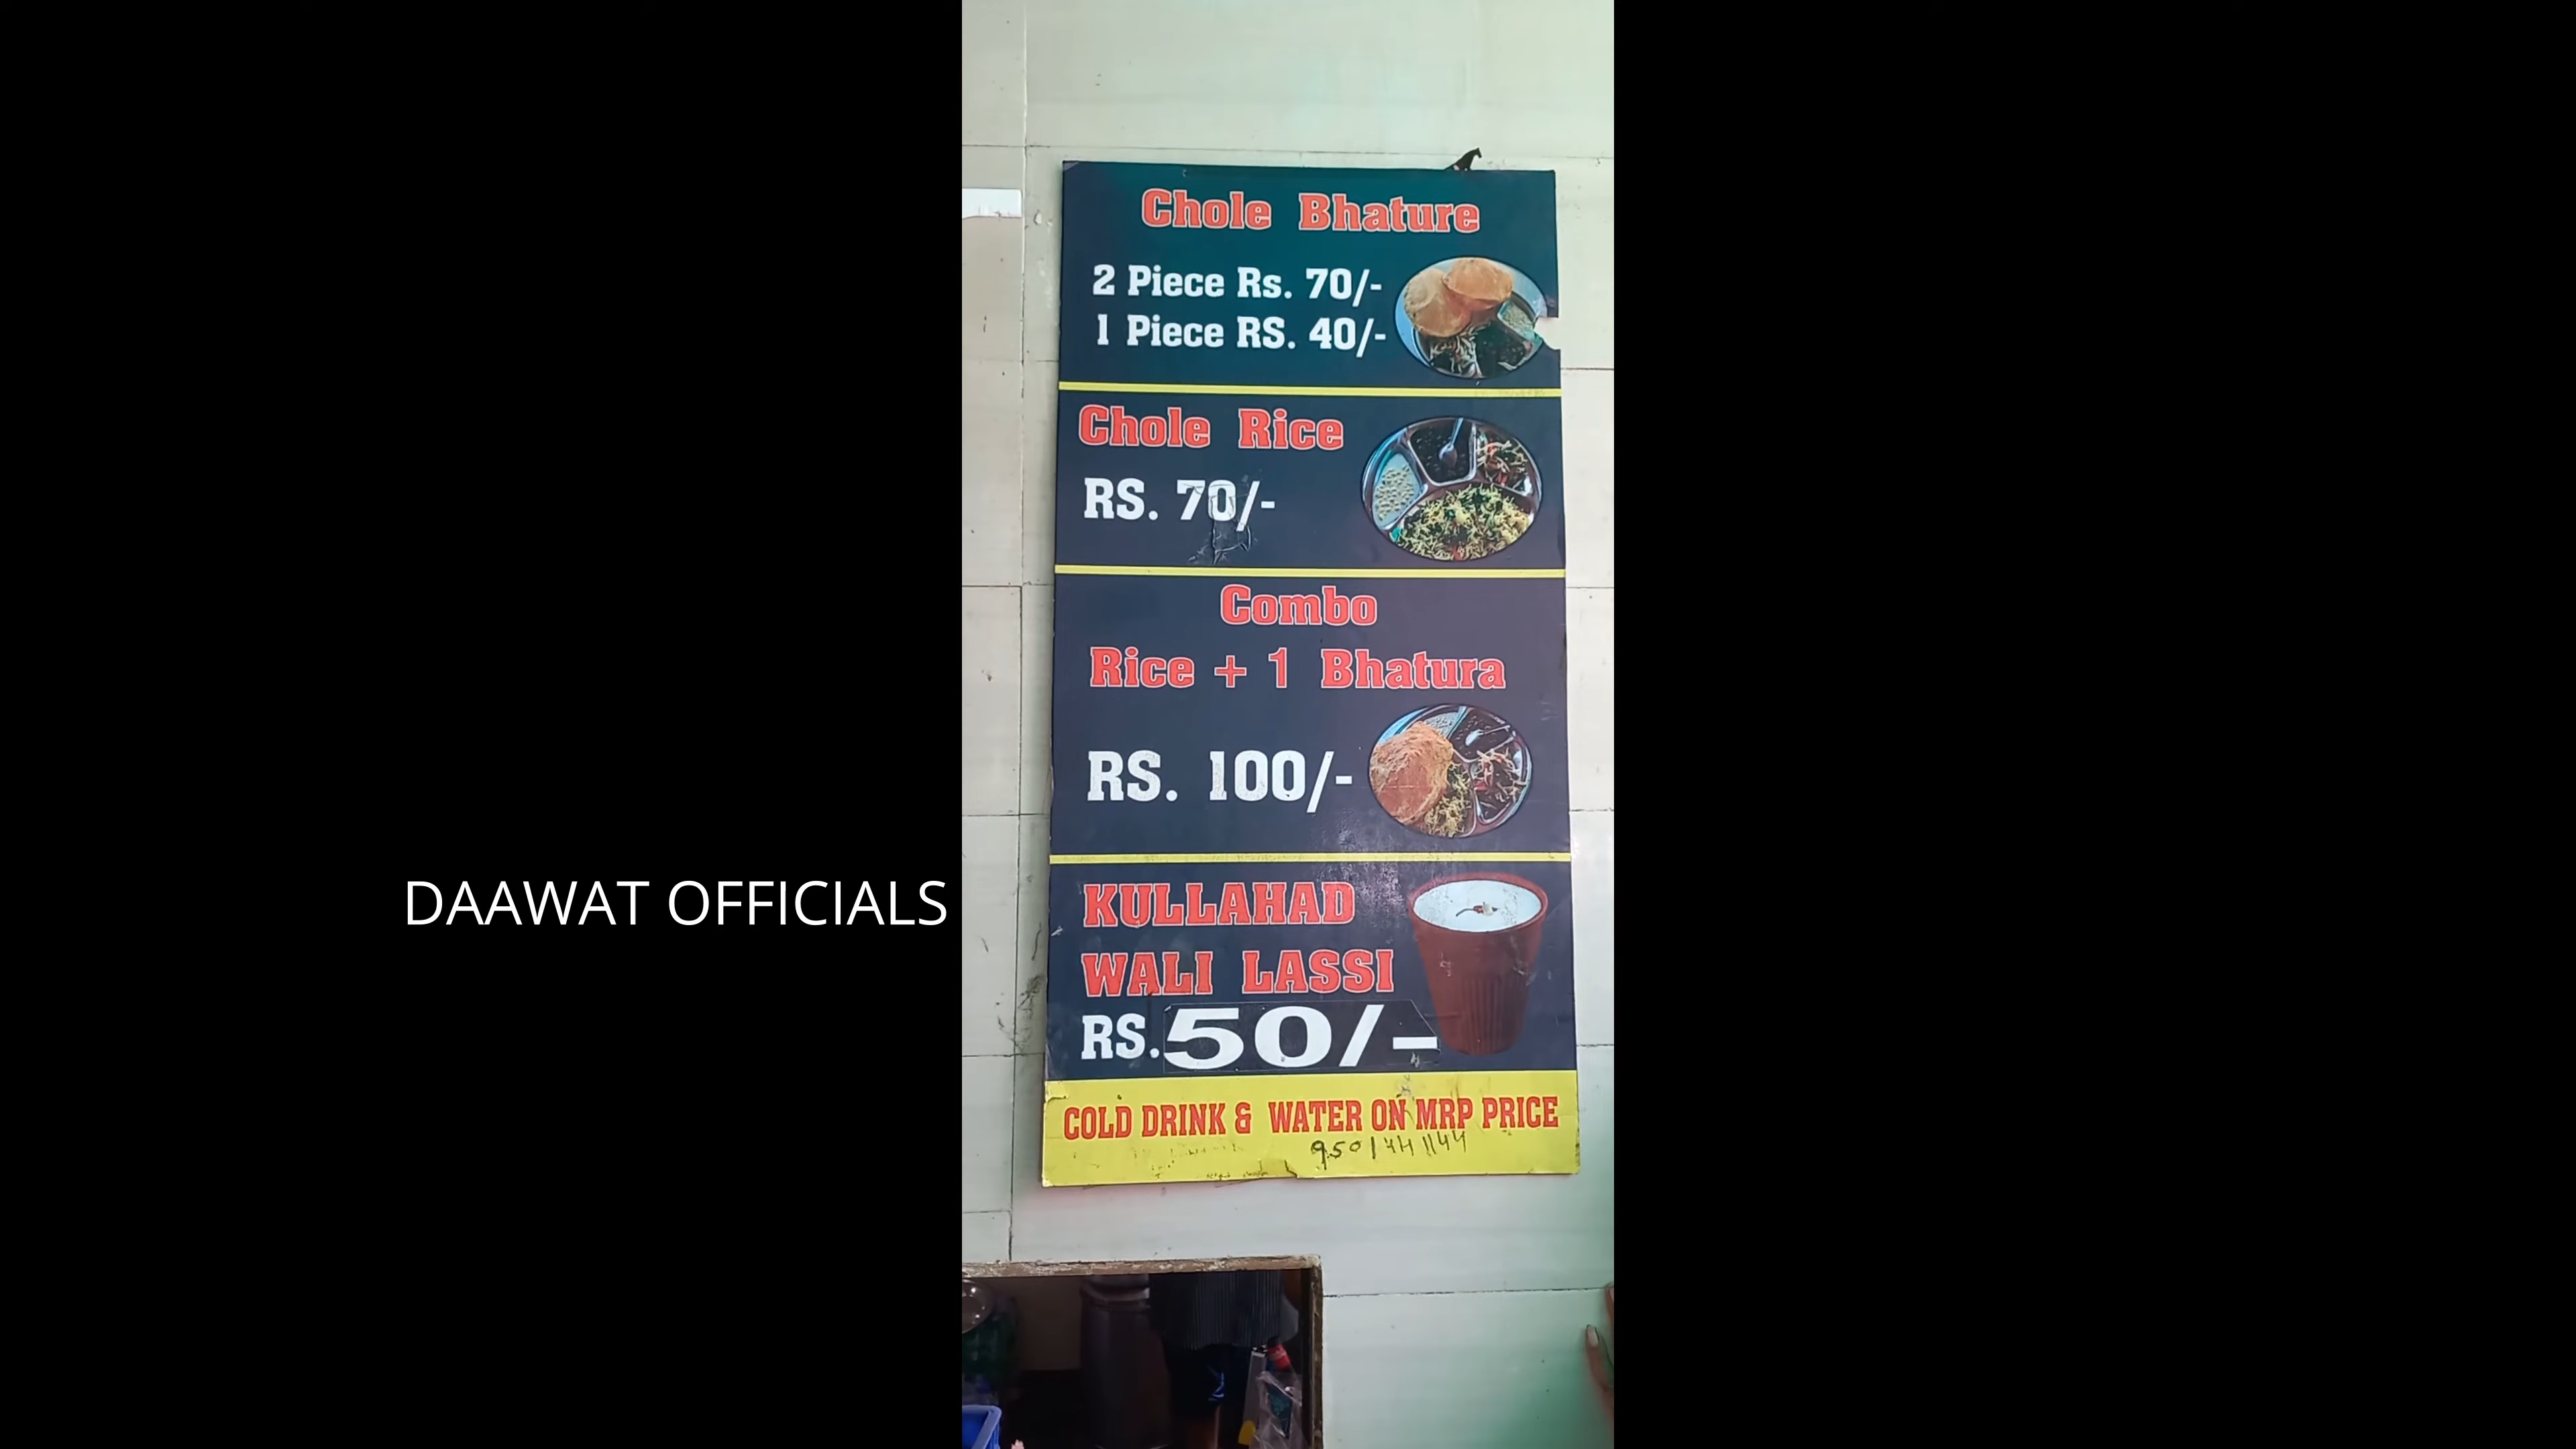 Chole Bhature
2 Piece Rs. 70/-
1 Piece RS. 40/-
Chole Rice
RS. 70/-
Combo
Rice + 1 Bhatura
RS. 100/-
KULLAHAD
WALI LASSI
RS. 50/-
COLD DRINK & WATER ON MRP PRICE
DAAWAT OFFICIALS